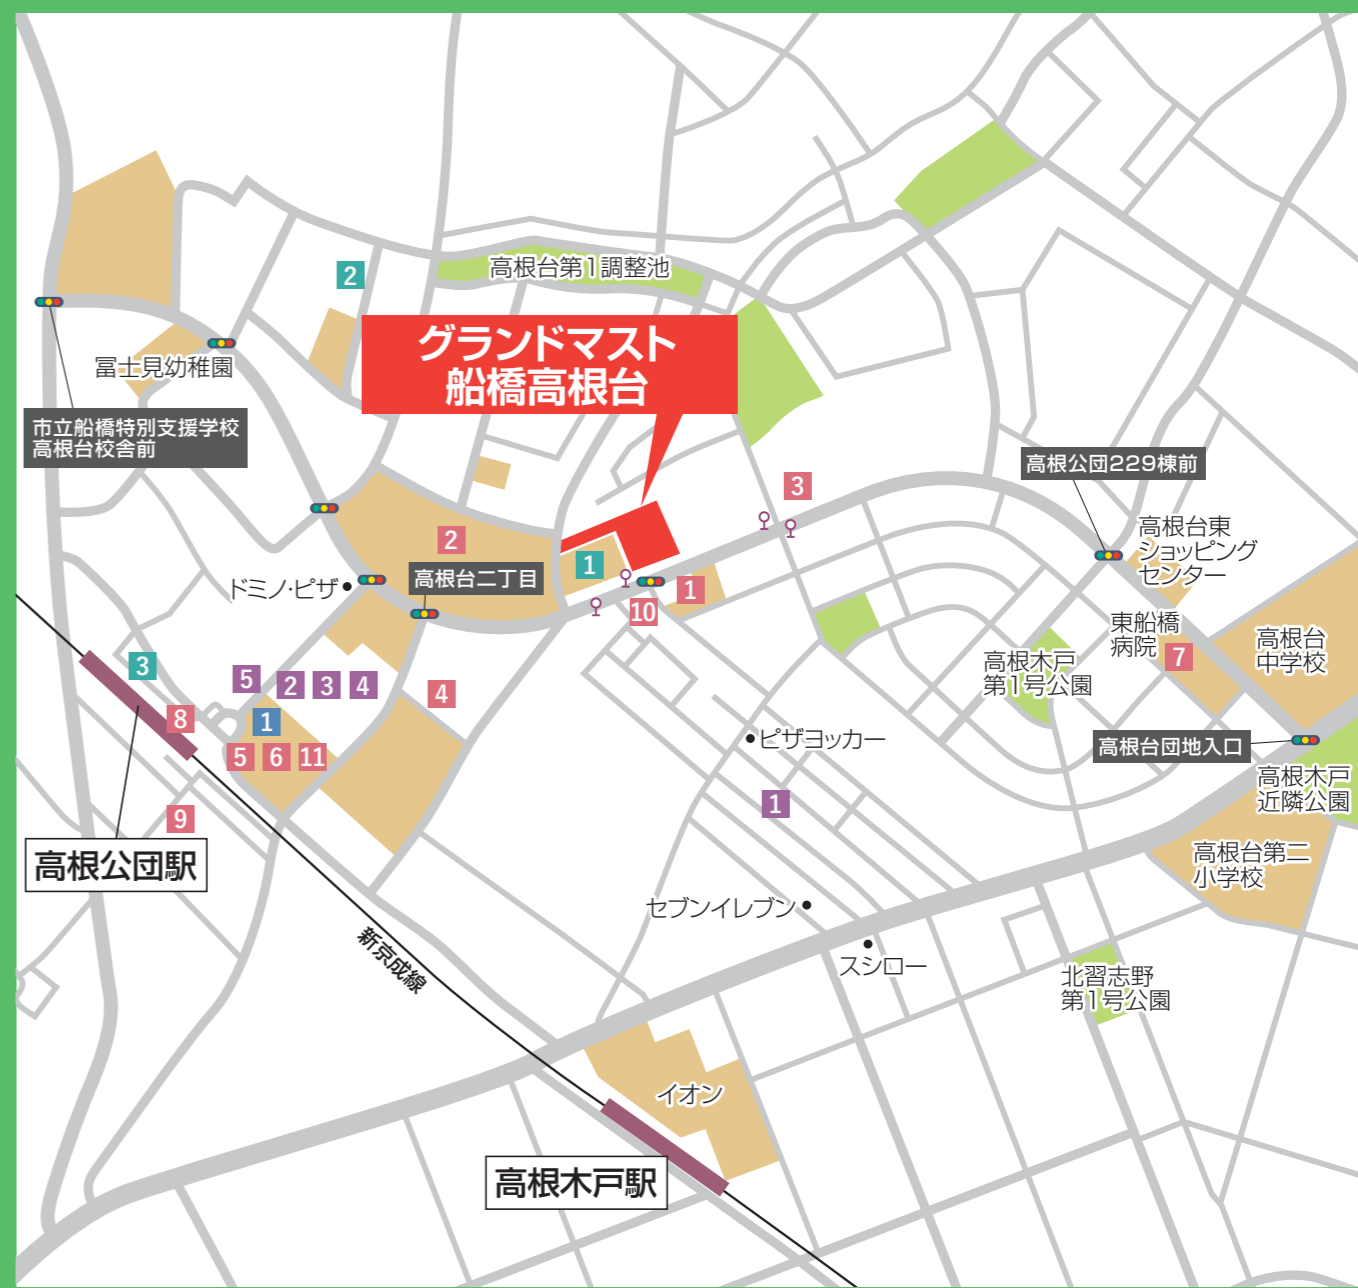 高根台第1調整池
2
グランドマスト
船橋高根台
冨士見幼稚園
市立船橋特別支援学校
高根台校舎前
高根公団229棟前
3
高根台東
ショッピング
センター
2
1
高根台二丁目
ドミノ・ピザ
1
10
東船橋
病院
7
高根台
中学校
高根木戸
第1号公園
3
5
2
3
4
4
8
1
5
6
11
ピザヨッカー
高根台団地入口
高根木戸
近隣公園
1
9
高根公団駅
高根台第二
小学校
セブンイレブン
スシロー
新京成線
北習志野
第1号公園
イオン
高根木戸駅